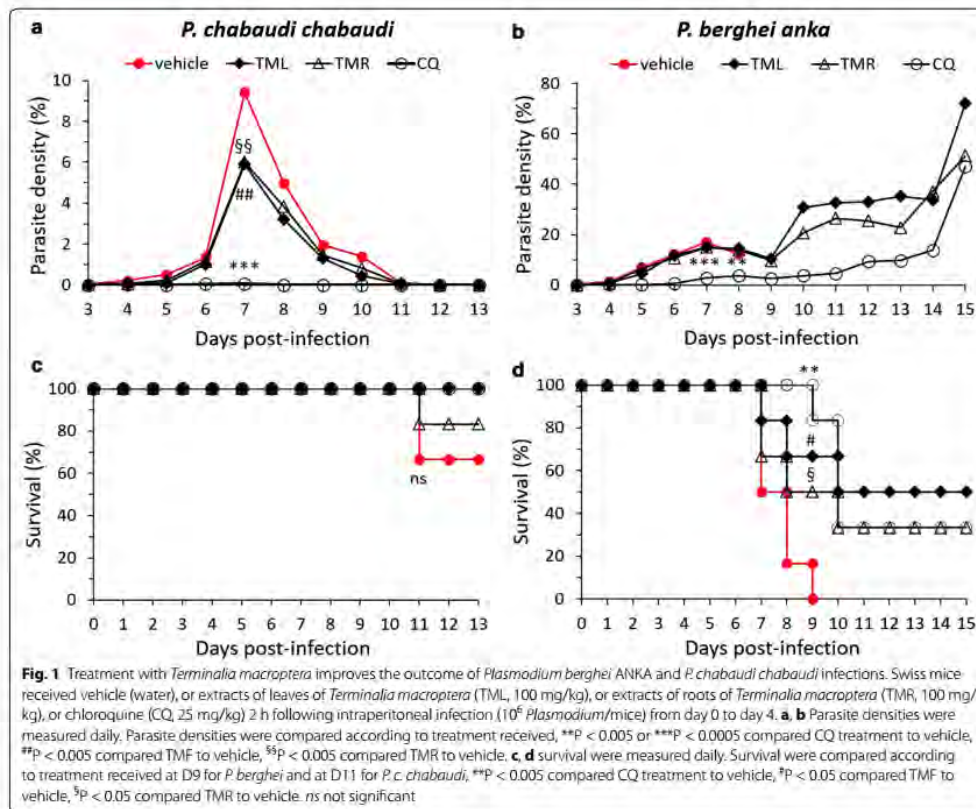 a
P. chabaudi chabaudi
vehicle TML TMR CQ
Parasite density (%)
10
8
6
4
2
0
§§
##
***
3 4 5 6 7 8 9 10 11 12 13
Days post-infection
b
P. berghei anka
vehicle TML TMR CQ
Parasite density (%)
80
60
40
20
0
*** **
3 4 5 6 7 8 9 10 11 12 13 14 15
Days post-infection
c
Survival (%)
100
80
60
40
20
0
ns
0 1 2 3 4 5 6 7 8 9 10 11 12 13
Days post-infection
d
Survival (%)
100
80
60
40
20
0
**
#
§
0 1 2 3 4 5 6 7 8 9 10 11 12 13 14 15
Days post-infection
Fig. 1 Treatment with Terminalia macroptera improves the outcome of Plasmodium berghei ANKA and P. chabaudi chabaudi infections. Swiss mice
received vehicle (water), or extracts of leaves of Terminalia macroptera (TML, 100 mg/kg), or extracts of roots of Terminalia macroptera (TMR, 100 mg/
kg), or chloroquine (CQ, 25 mg/kg) 2 h following intraperitoneal infection (10⁶ Plasmodium/mice) from day 0 to day 4. a, b Parasite densities were
measured daily. Parasite densities were compared according to treatment received, **P < 0.005 or ***P < 0.0005 compared CQ treatment to vehicle,
##P < 0.005 compared TMF to vehicle, §§P < 0.005 compared TMR to vehicle. c, d survival were measured daily. Survival were compared according
to treatment received at D9 for P. berghei and at D11 for P. c. chabaudi, **P < 0.005 compared CQ treatment to vehicle, #P < 0.05 compared TMF to
vehicle, §P < 0.05 compared TMR to vehicle. ns not significant